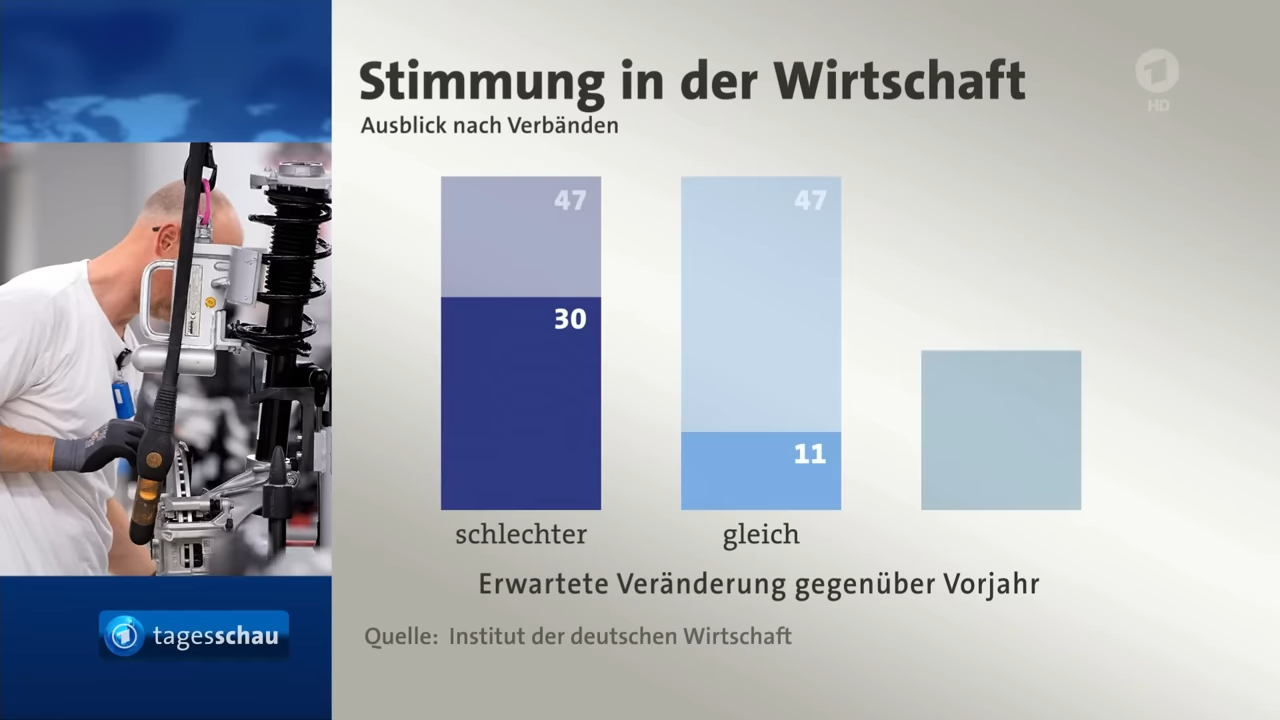 Stimmung in der Wirtschaft
HD
Ausblick nach Verbänden
47
47
30
11
schlechter
gleich
Erwartete Veränderung gegenüber Vorjahr
Quelle: Institut der deutschen Wirtschaft
tagesschau